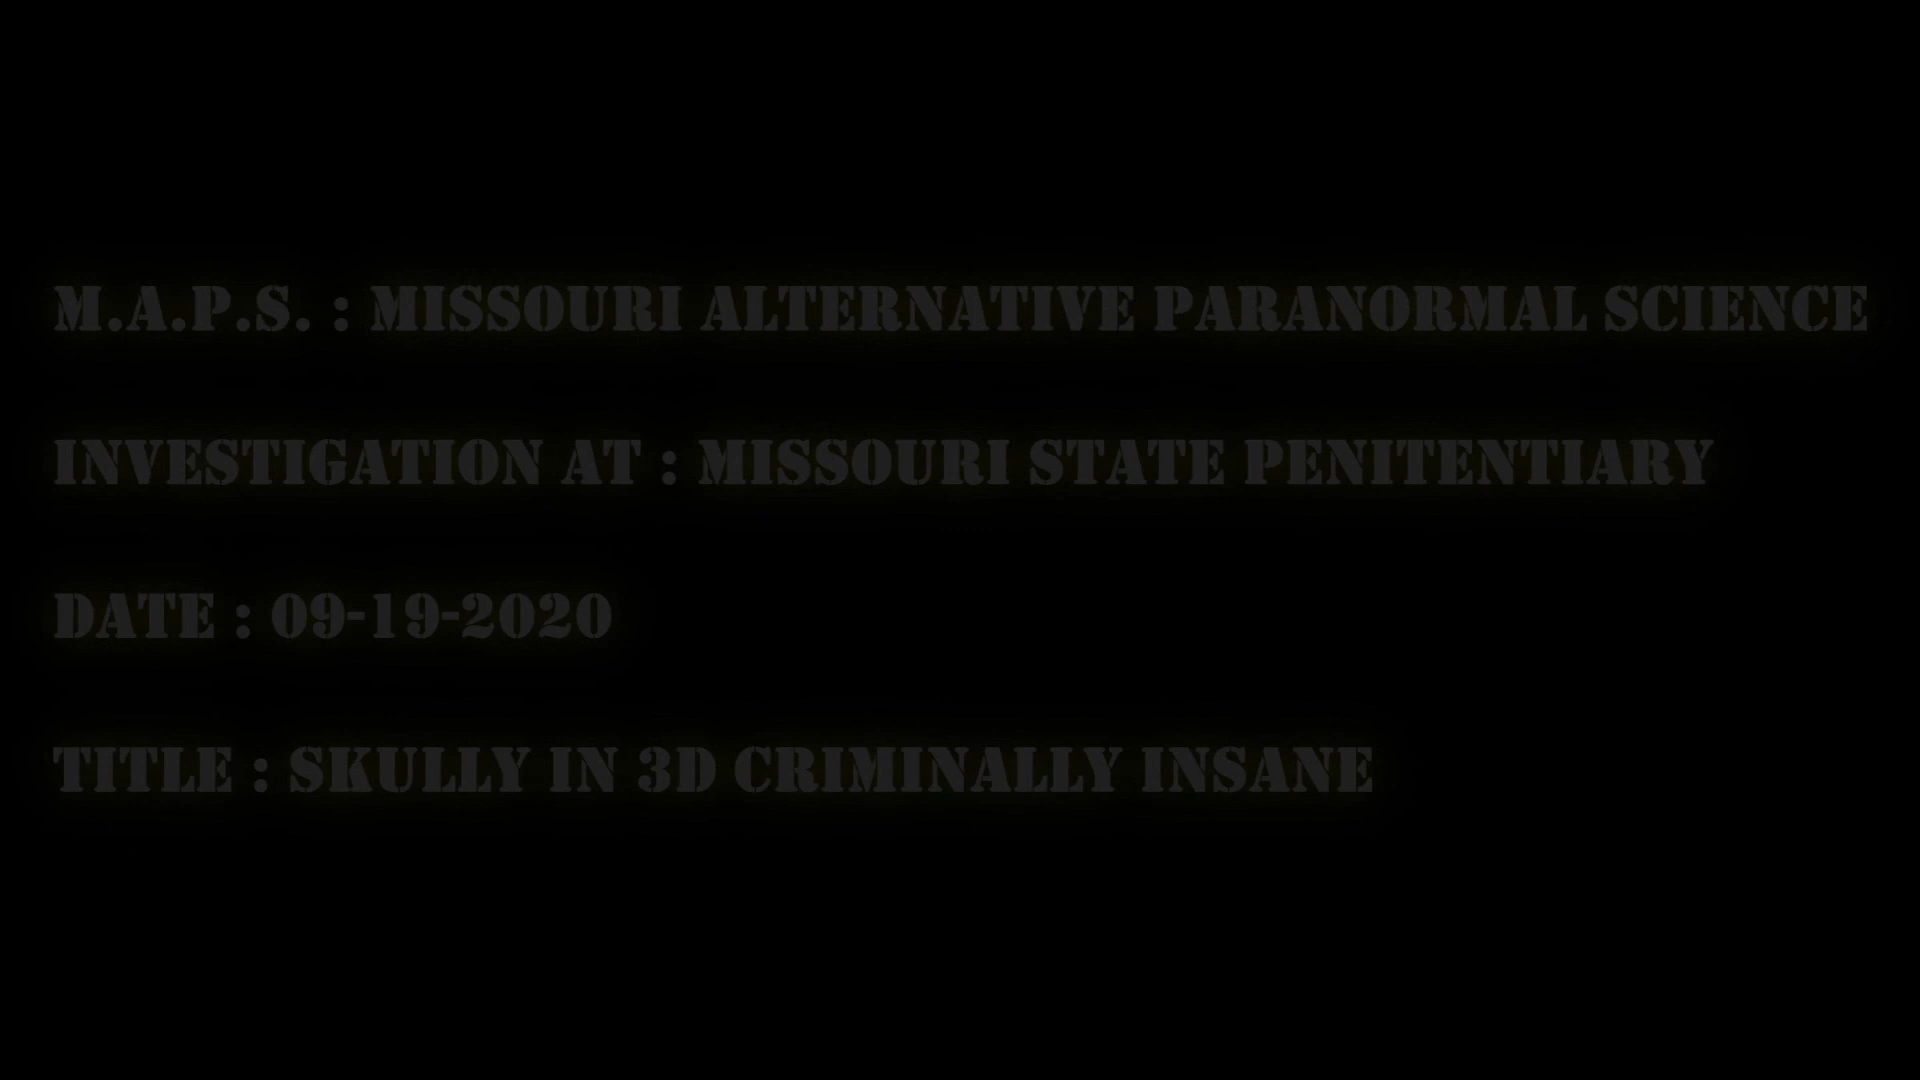 M.A.P.S. : MISSOURI ALTERNATIVE PARANORMAL SCIENCE
INVESTIGATION AT : MISSOURI STATE PENITENTIARY
DATE : 09-19-2020
TITLE : SKULLY IN 3D CRIMINALLY INSANE